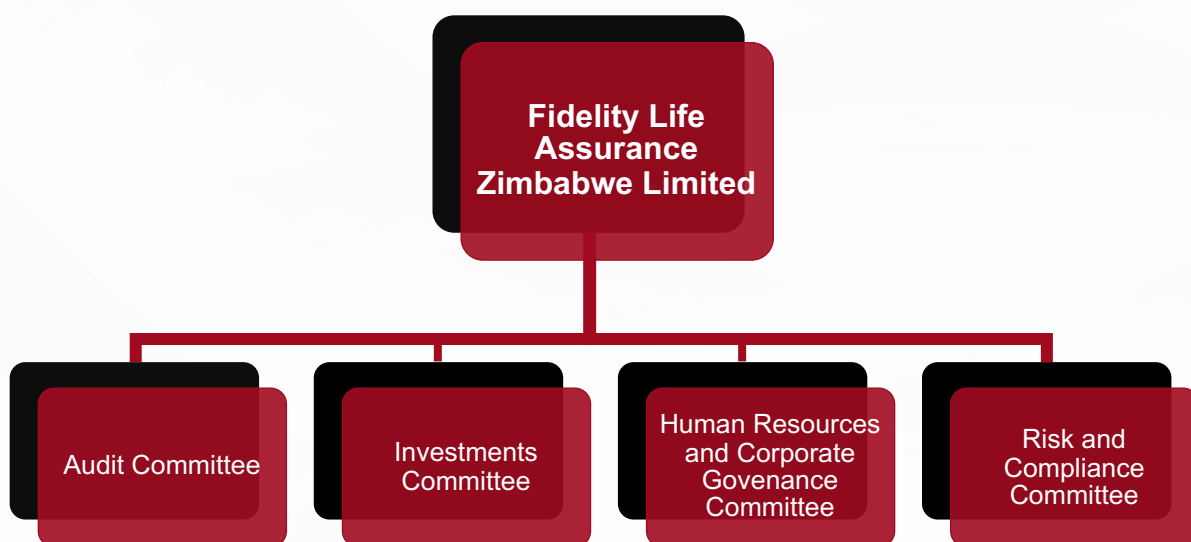 Fidelity Life
Assurance
Zimbabwe Limited
Audit Committee
Investments
Committee
Human Resources
and Corporate
Govenance
Committee
Risk and
Compliance
Committee